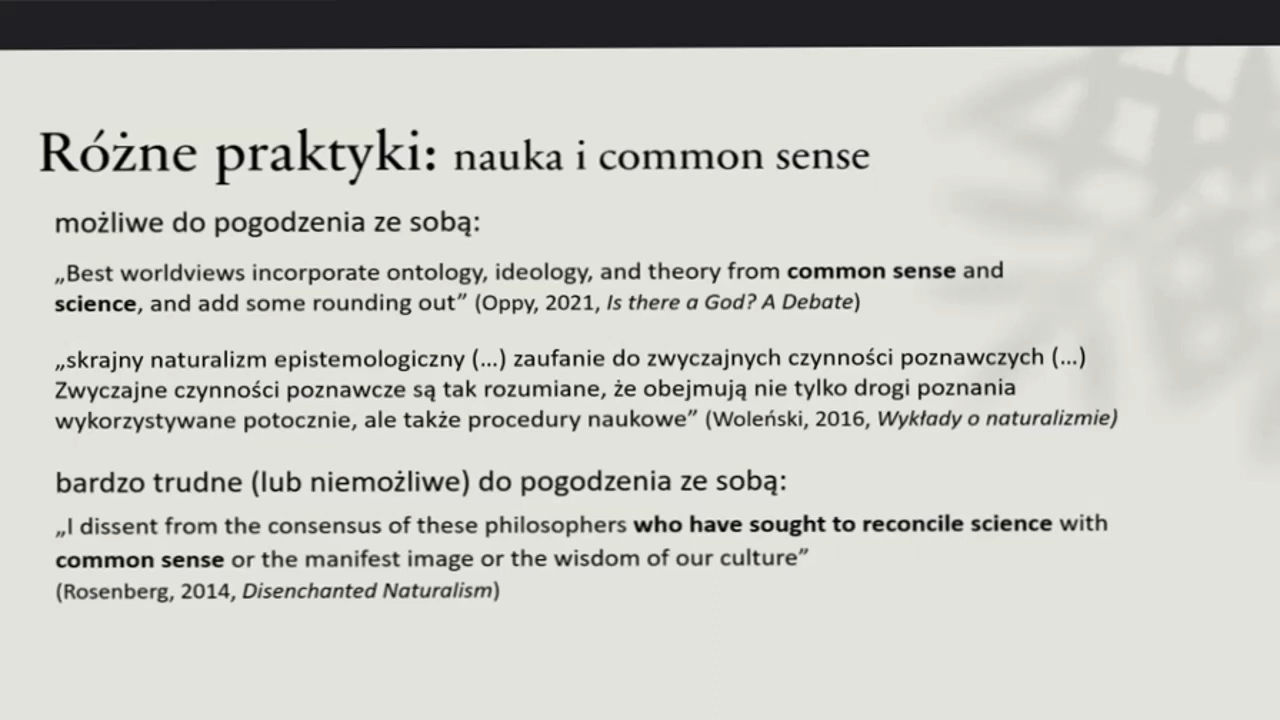 Różne praktyki: nauka i common sense
możliwe do pogodzenia ze sobą:
„Best worldviews incorporate ontology, ideology, and theory from common sense and
science, and add some rounding out” (Oppy, 2021, Is there a God? A Debate)
„skrajny naturalizm epistemologiczny (...) zaufanie do zwyczajnych czynności poznawczych (...)
Zwyczajne czynności poznawcze są tak rozumiane, że obejmują nie tylko drogi poznania
wykorzystywane potocznie, ale także procedury naukowe” (Woleński, 2016, Wykłady o naturalizmie)
bardzo trudne (lub niemożliwe) do pogodzenia ze sobą:
„I dissent from the consensus of these philosophers who have sought to reconcile science with
common sense or the manifest image or the wisdom of our culture”
(Rosenberg, 2014, Disenchanted Naturalism)